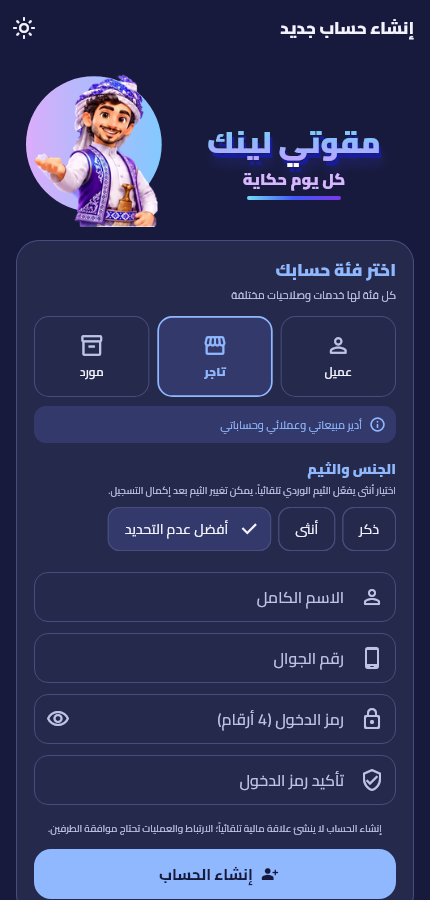 إنشاء حساب جديد
مقوتي لينك
كل يوم حكاية
اختر فئة حسابك
كل فئة لها خدمات وصلاحيات مختلفة
عميل
تاجر
مورد
أدير مبيعاتي وعملائي وحساباتي
الجنس والثيم
اختيار أنثى يفعّل الثيم الوردي تلقائياً. يمكن تغيير الثيم بعد إكمال التسجيل.
ذكر
أنثى
أفضل عدم التحديد
الاسم الكامل
رقم الجوال
رمز الدخول (4 أرقام)
تأكيد رمز الدخول
إنشاء الحساب لا ينشئ علاقة مالية تلقائياً؛ الارتباط والعمليات تحتاج موافقة الطرفين.
إنشاء الحساب